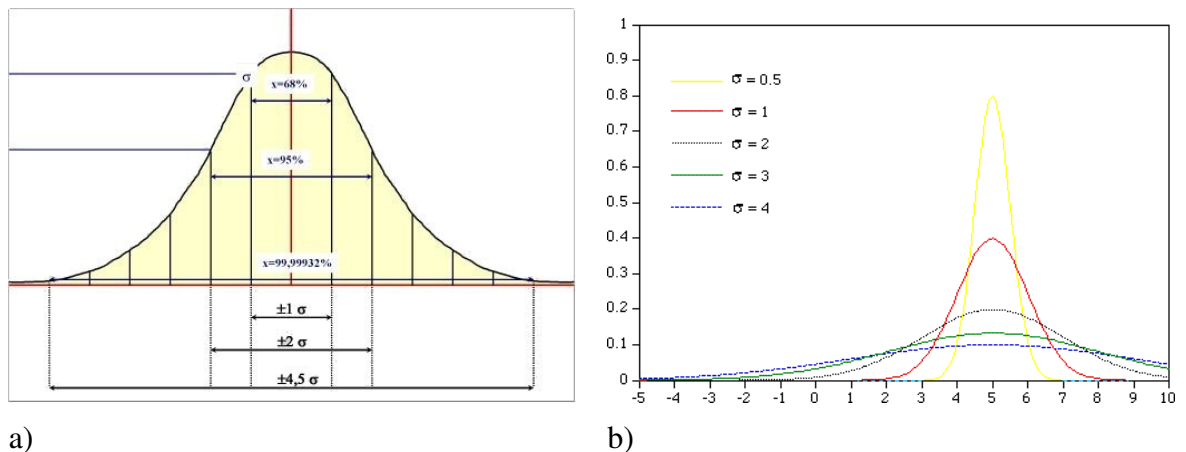 σ
x=68%
x=95%
x=99,99932%
±1 σ
±2 σ
±4,5 σ
a)
1
0.9
0.8
0.7
0.6
0.5
0.4
0.3
0.2
0.1
0
σ = 0.5
σ = 1
σ = 2
σ = 3
σ = 4
-5 -4 -3 -2 -1 0 1 2 3 4 5 6 7 8 9 10
b)